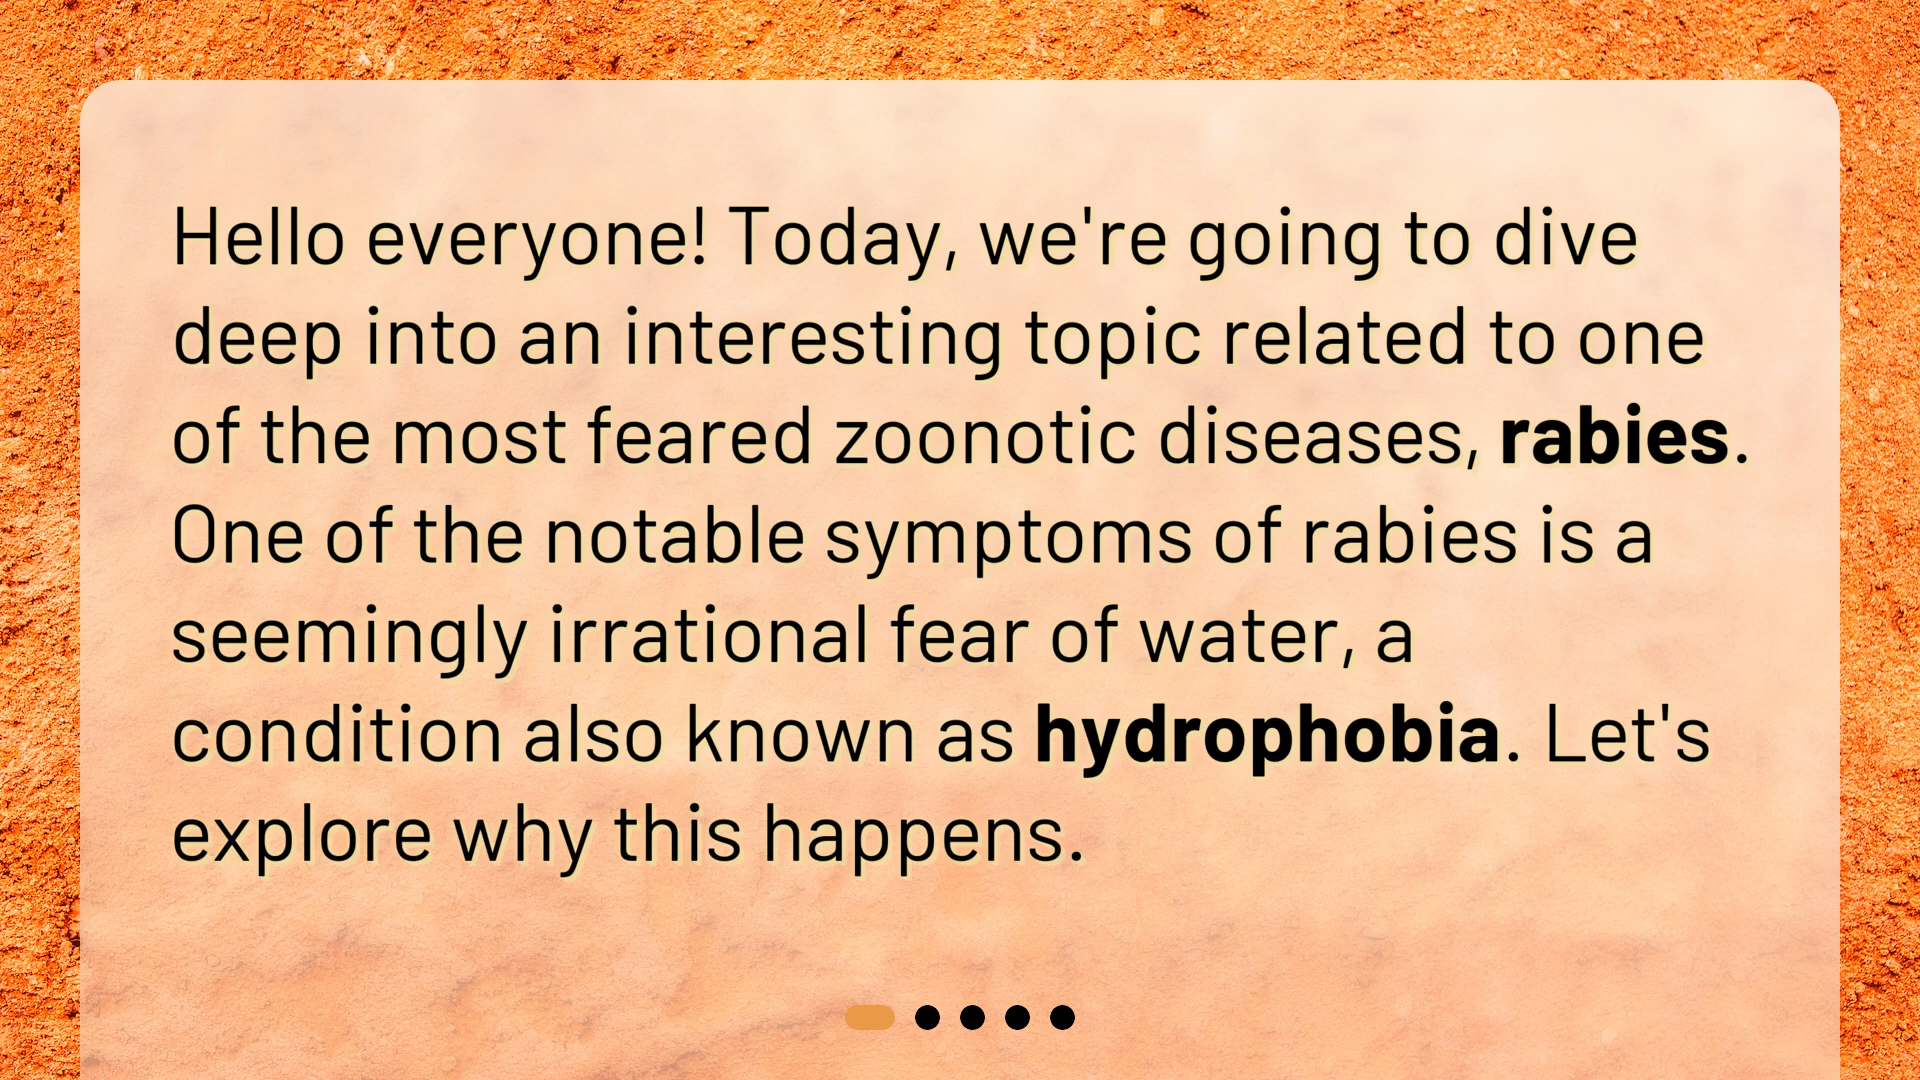 Hello everyone! Today, we're going to dive
deep into an interesting topic related to one
of the most feared zoonotic diseases, rabies.
One of the notable symptoms of rabies is a
seemingly irrational fear of water, a
condition also known as hydrophobia. Let's
explore why this happens.